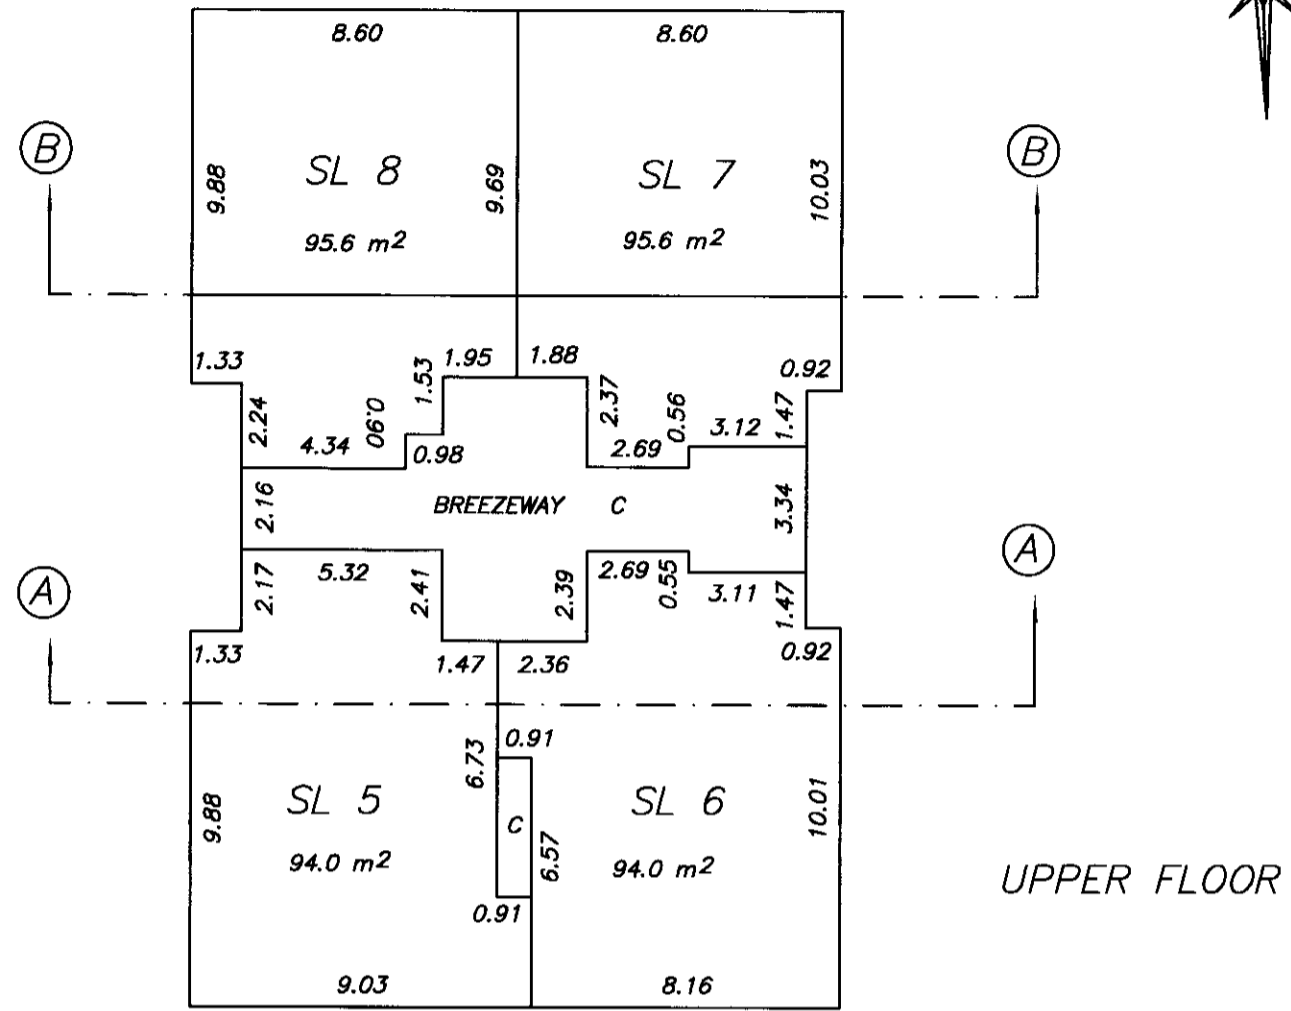 8.60 8.60
B B
9.88 SL 8 9.69 SL 7 10.03
95.6 m2 95.6 m2
1.33 1.53 1.95 1.88 0.92
2.24 4.34 0.90 0.98 2.37 2.69 0.56 3.12 1.47
2.16 BREEZEWAY C 3.34
A A
2.17 5.32 2.41 2.39 2.69 0.55 3.11 1.47
1.33 1.47 2.36 0.92
6.73 0.91
9.88 SL 5 SL 6 10.01
C
94.0 m2 6.57 94.0 m2
UPPER FLOOR
0.91
9.03 8.16